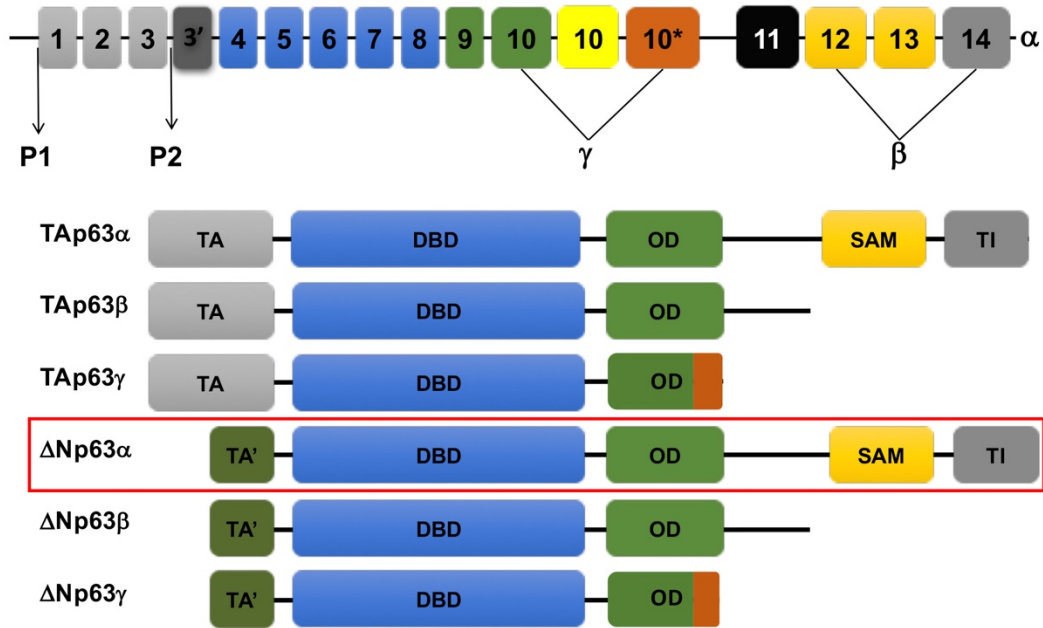 1 2 3 3' 4 5 6 7 8 9 10 10 10* 11 12 13 14 α
P1 P2 γ β
TAp63α TA DBD OD SAM TI
TAp63β TA DBD OD
TAp63γ TA DBD OD
ΔNp63α TA' DBD OD SAM TI
ΔNp63β TA' DBD OD
ΔNp63γ TA' DBD OD